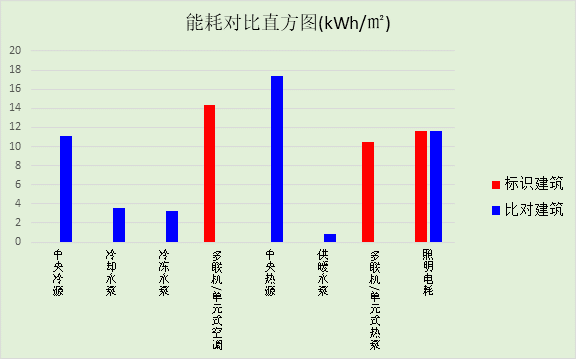 能耗对比直方图(kWh/㎡)
20
18
16
14
12
10
8
6
4
2
0
中央冷源
冷却水泵
冷冻水泵
多联机/单元式空调
中央热源
供暖水泵
多联机/单元式热泵
照明电耗
标识建筑
比对建筑